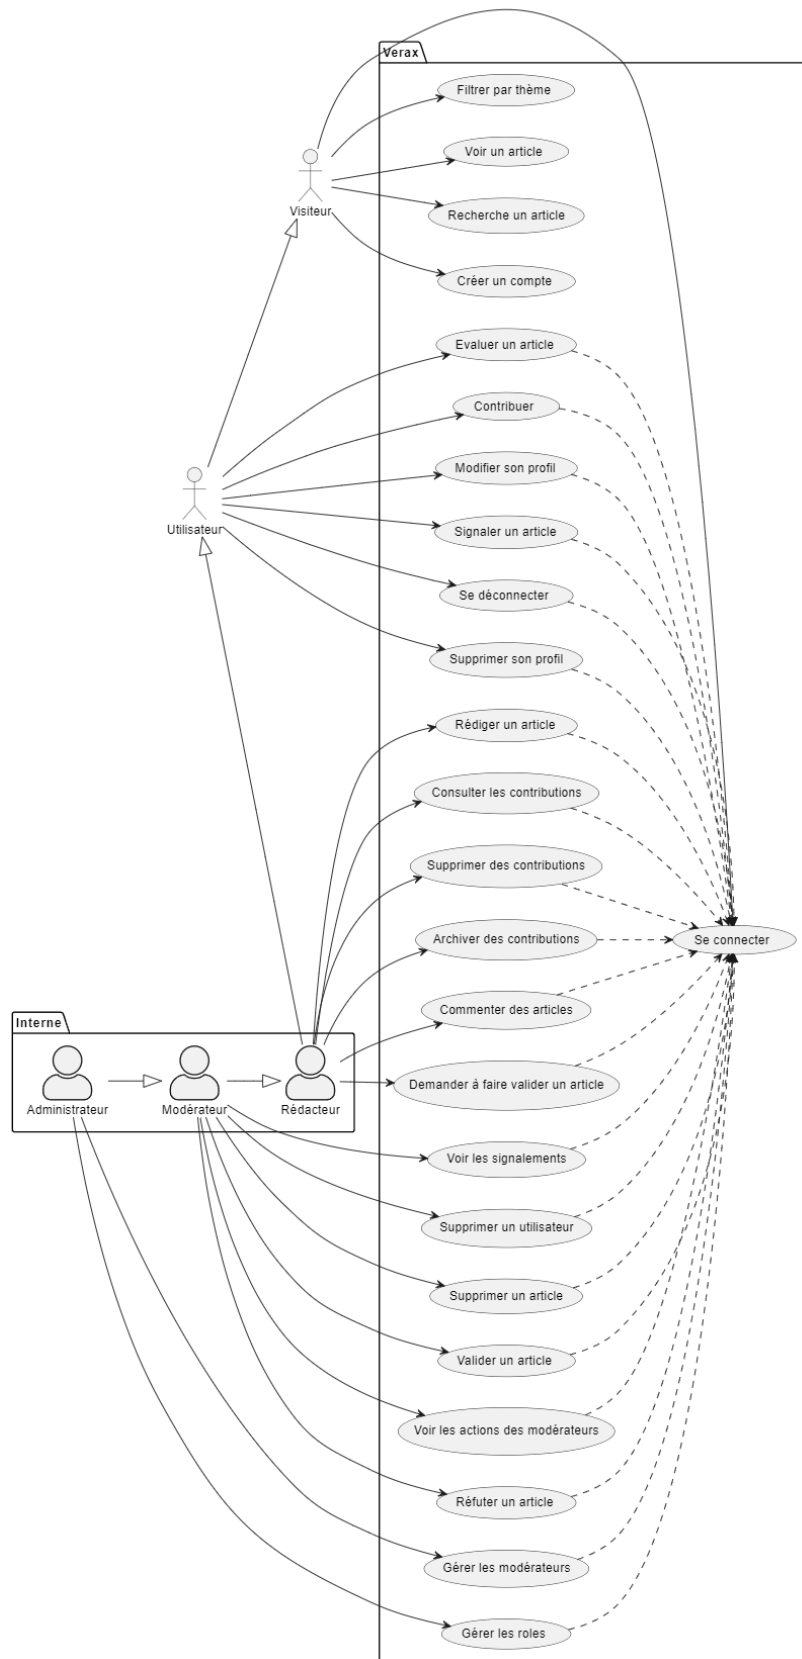 Verax
Filtrer par thème
Voir un article
Visiteur
Recherche un article
Créer un compte
Evaluer un article
Contribuer
Modifier son profil
Utilisateur
Signaler un article
Se déconnecter
Supprimer son profil
Rédiger un article
Consulter les contributions
Supprimer des contributions
Archiver des contributions
Se connecter
Interne
Commenter des articles
Administrateur
Modérateur
Rédacteur
Demander à faire valider un article
Voir les signalements
Supprimer un utilisateur
Supprimer un article
Valider un article
Voir les actions des modérateurs
Réfuter un article
Gérer les modérateurs
Gérer les roles